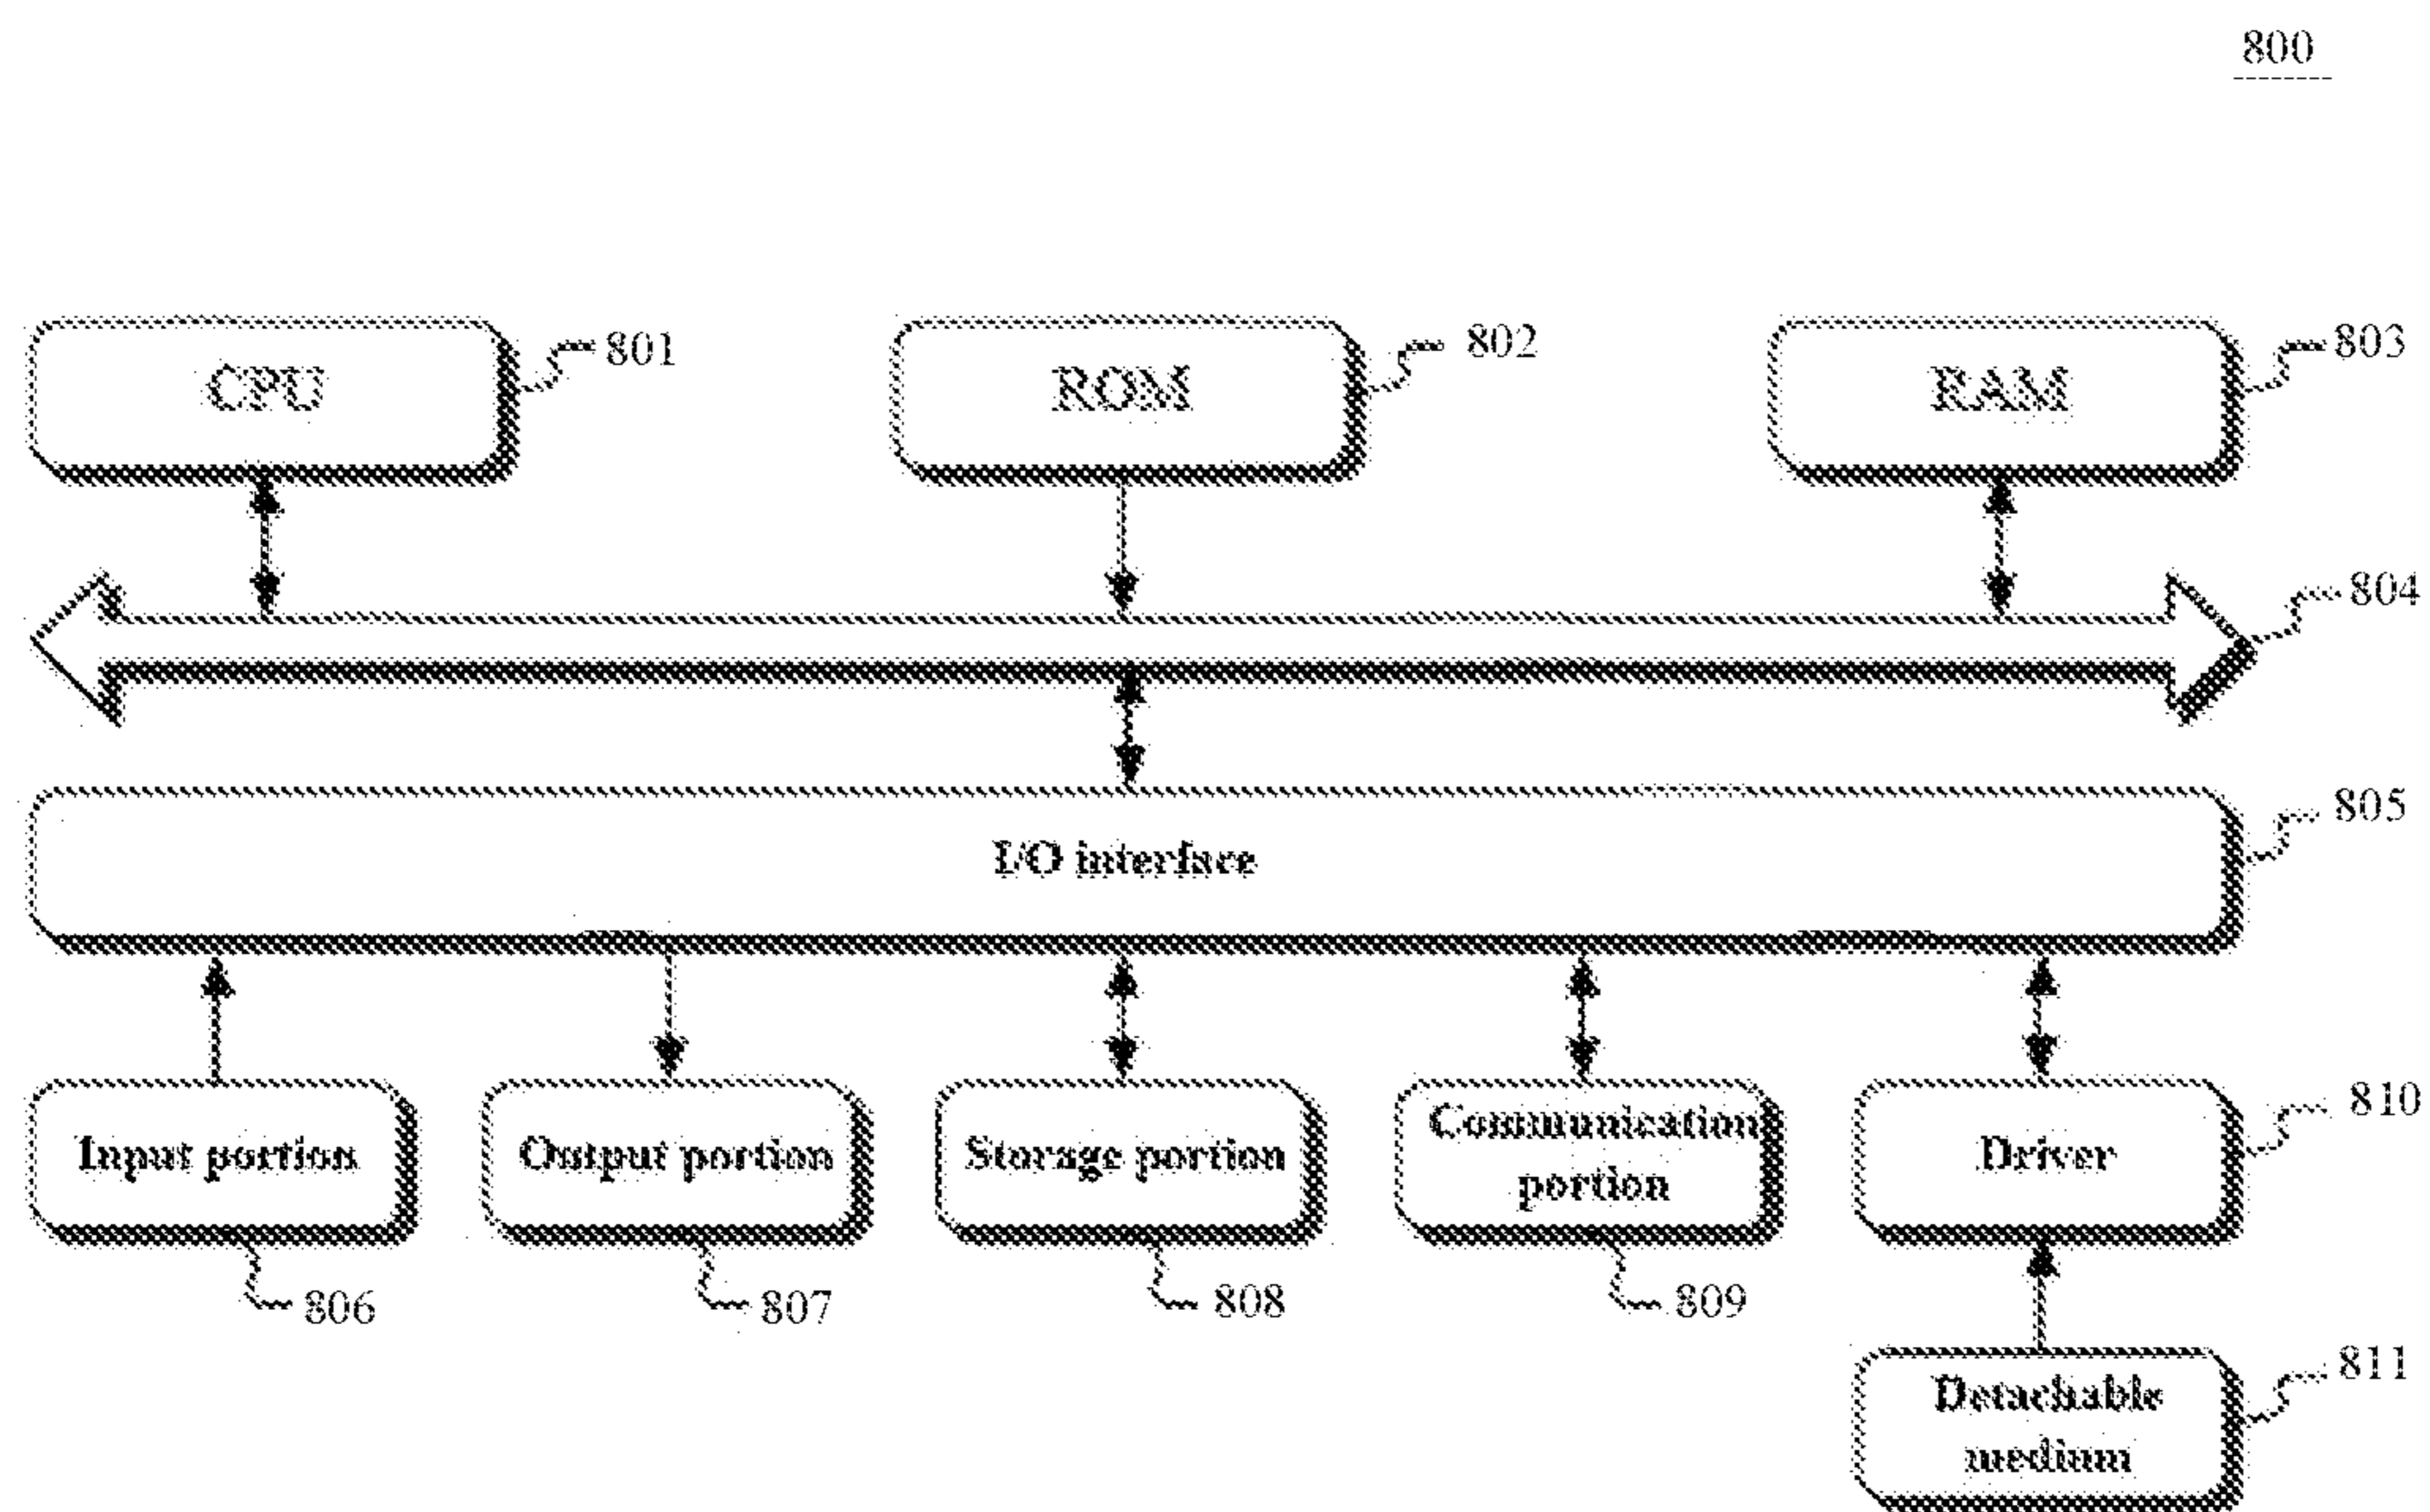 800
CPU
801
ROM
802
RAM
803
804
I/O interface
805
Input portion
Output portion
Storage portion
Communication
portion
Driver
810
806
807
808
809
Detachable
medium
811